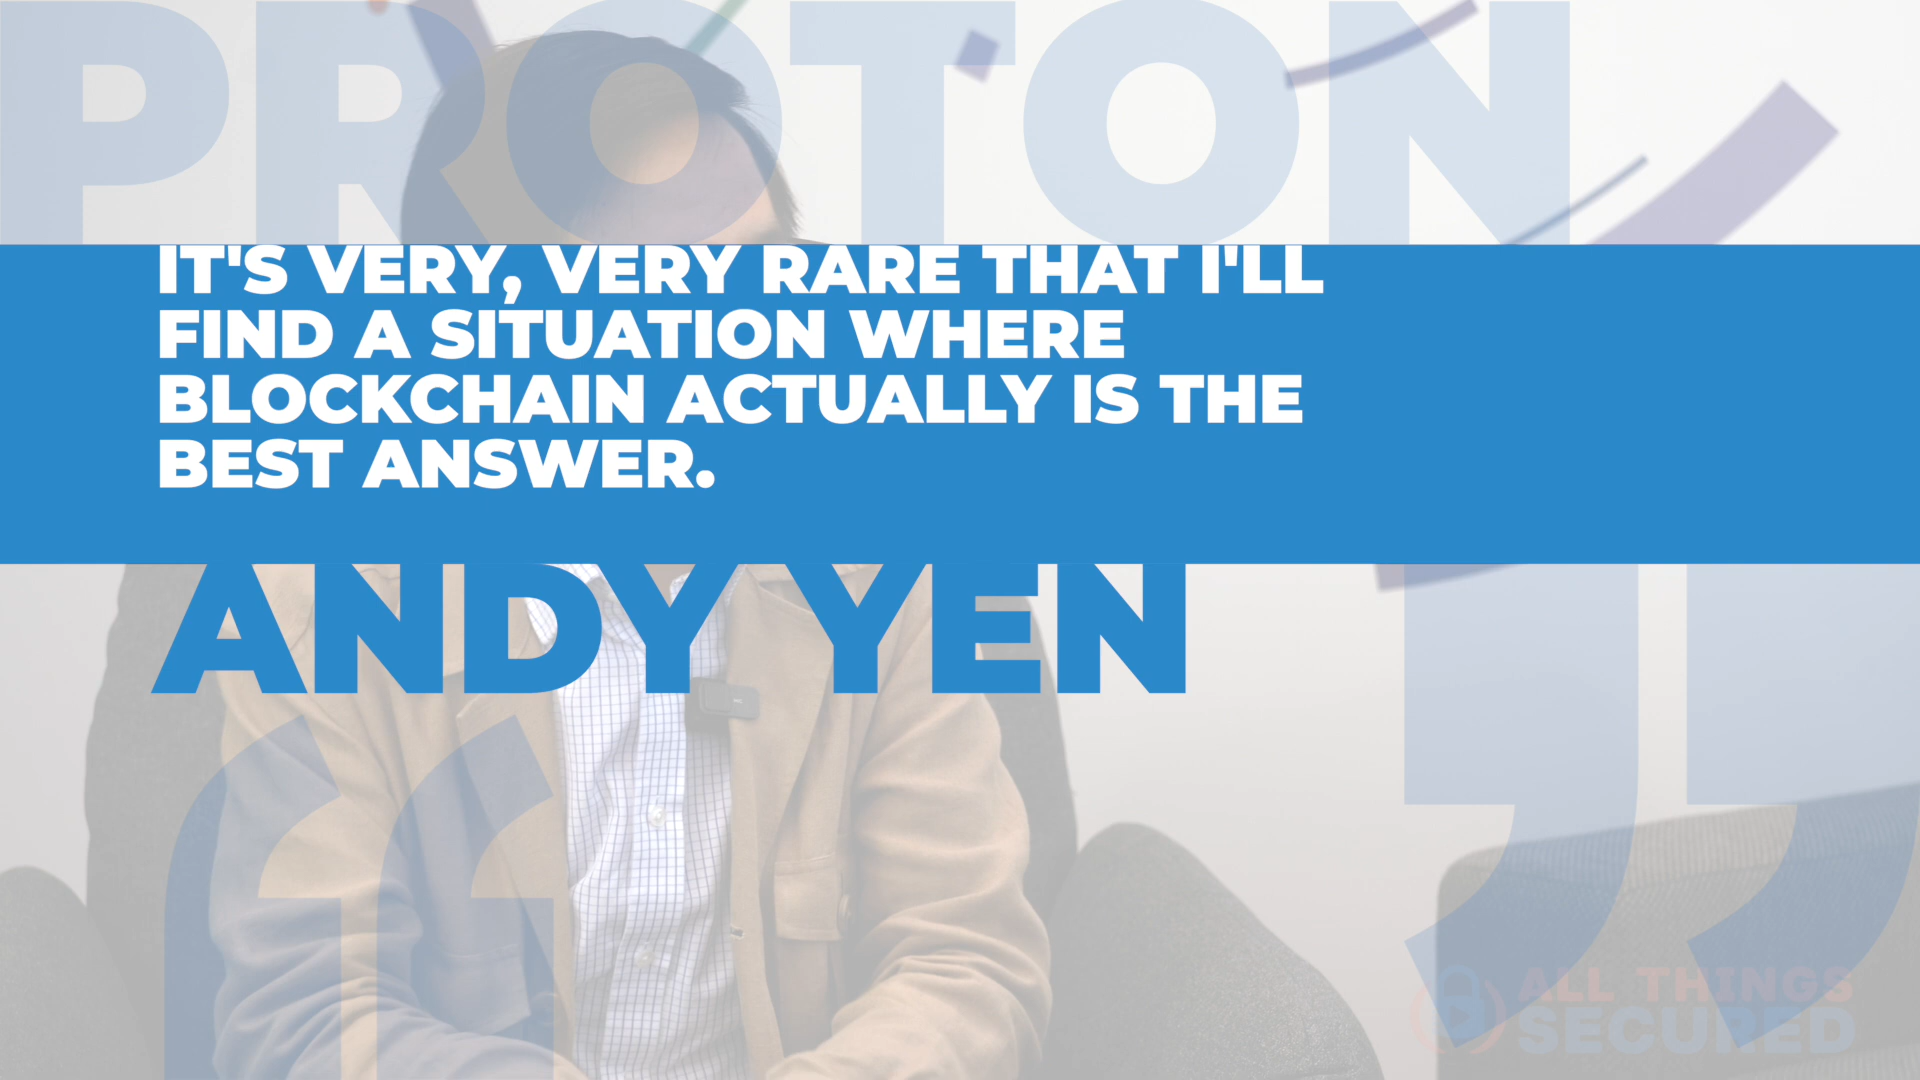 PROTON
IT'S VERY, VERY RARE THAT I'LL
FIND A SITUATION WHERE
BLOCKCHAIN ACTUALLY IS THE
BEST ANSWER.
ANDY YEN
“
”
ALL THINGS
SECURED